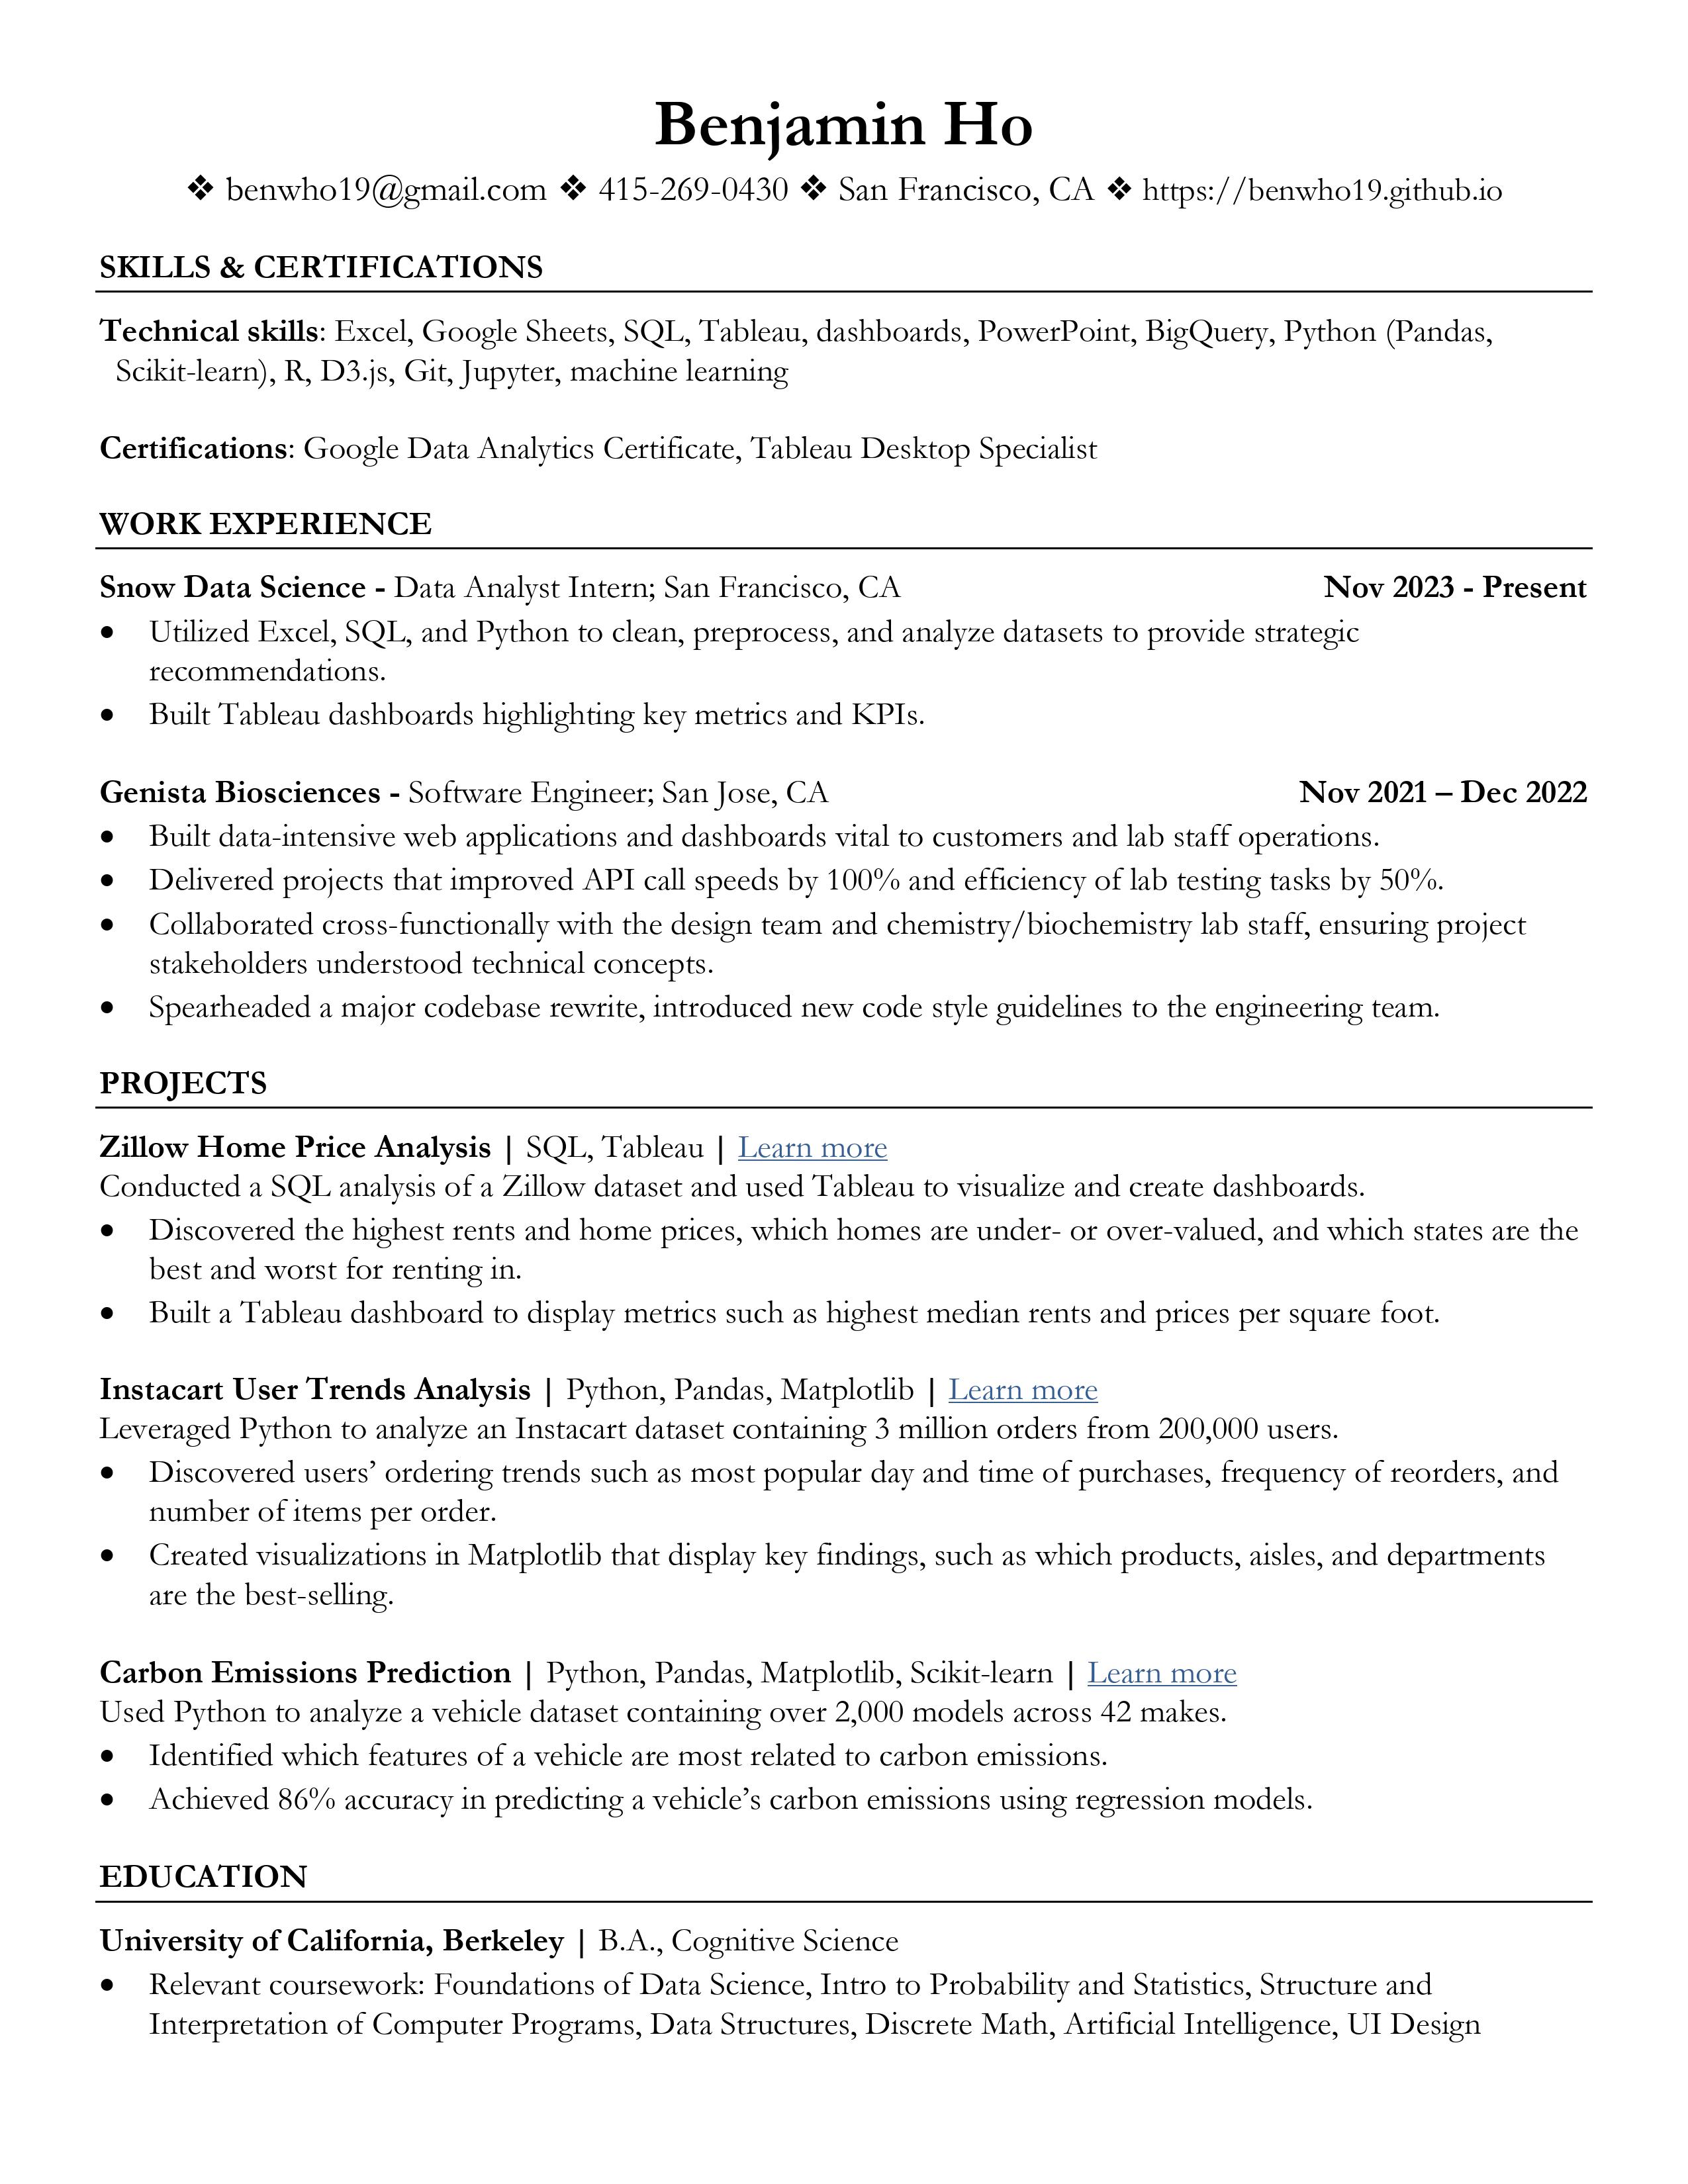 Benjamin Ho
❖ benwho19@gmail.com ❖ 415-269-0430 ❖ San Francisco, CA ❖ https://benwho19.github.io
SKILLS & CERTIFICATIONS
Technical skills: Excel, Google Sheets, SQL, Tableau, dashboards, PowerPoint, BigQuery, Python (Pandas,
Scikit-learn), R, D3.js, Git, Jupyter, machine learning
Certifications: Google Data Analytics Certificate, Tableau Desktop Specialist
WORK EXPERIENCE
Snow Data Science - Data Analyst Intern; San Francisco, CA Nov 2023 - Present
• Utilized Excel, SQL, and Python to clean, preprocess, and analyze datasets to provide strategic
recommendations.
• Built Tableau dashboards highlighting key metrics and KPIs.
Genista Biosciences - Software Engineer; San Jose, CA Nov 2021 – Dec 2022
• Built data-intensive web applications and dashboards vital to customers and lab staff operations.
• Delivered projects that improved API call speeds by 100% and efficiency of lab testing tasks by 50%.
• Collaborated cross-functionally with the design team and chemistry/biochemistry lab staff, ensuring project
stakeholders understood technical concepts.
• Spearheaded a major codebase rewrite, introduced new code style guidelines to the engineering team.
PROJECTS
Zillow Home Price Analysis | SQL, Tableau | Learn more
Conducted a SQL analysis of a Zillow dataset and used Tableau to visualize and create dashboards.
• Discovered the highest rents and home prices, which homes are under- or over-valued, and which states are the
best and worst for renting in.
• Built a Tableau dashboard to display metrics such as highest median rents and prices per square foot.
Instacart User Trends Analysis | Python, Pandas, Matplotlib | Learn more
Leveraged Python to analyze an Instacart dataset containing 3 million orders from 200,000 users.
• Discovered users’ ordering trends such as most popular day and time of purchases, frequency of reorders, and
number of items per order.
• Created visualizations in Matplotlib that display key findings, such as which products, aisles, and departments
are the best-selling.
Carbon Emissions Prediction | Python, Pandas, Matplotlib, Scikit-learn | Learn more
Used Python to analyze a vehicle dataset containing over 2,000 models across 42 makes.
• Identified which features of a vehicle are most related to carbon emissions.
• Achieved 86% accuracy in predicting a vehicle’s carbon emissions using regression models.
EDUCATION
University of California, Berkeley | B.A., Cognitive Science
• Relevant coursework: Foundations of Data Science, Intro to Probability and Statistics, Structure and
Interpretation of Computer Programs, Data Structures, Discrete Math, Artificial Intelligence, UI Design